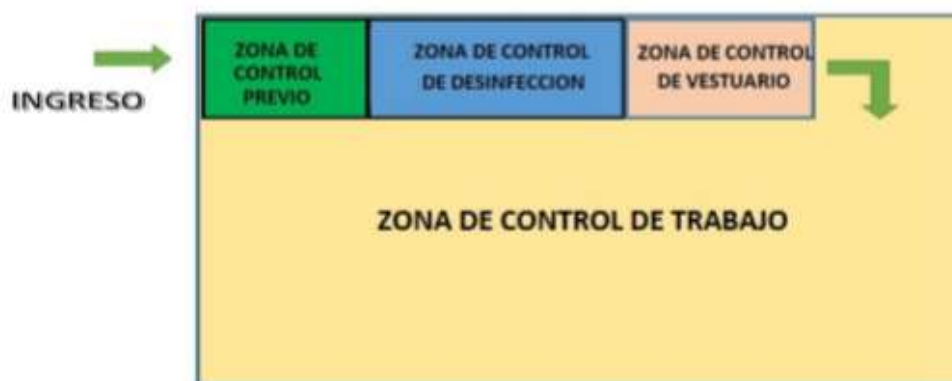 INGRESO
ZONA DE
CONTROL
PREVIO
ZONA DE CONTROL
DE DESINFECCION
ZONA DE CONTROL
DE VESTUARIO
ZONA DE CONTROL DE TRABAJO